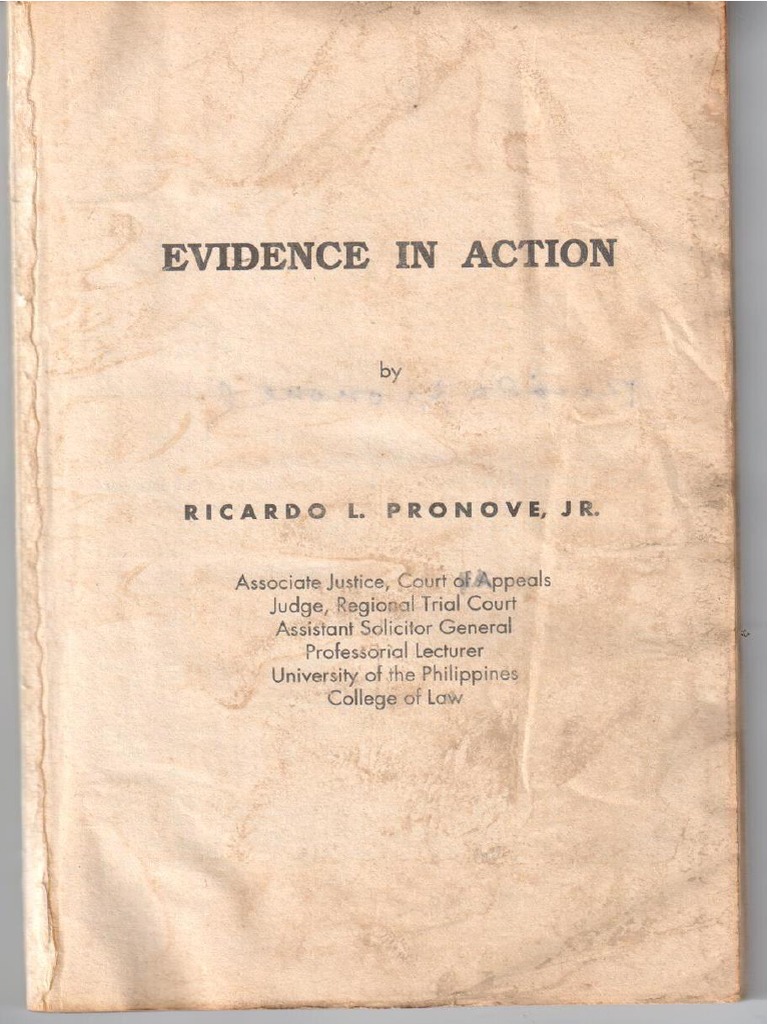 EVIDENCE IN ACTION
by
RICARDO L. PRONOVE, JR.
Associate Justice, Court of Appeals
Judge, Regional Trial Court
Assistant Solicitor General
Professorial Lecturer
University of the Philippines
College of Law